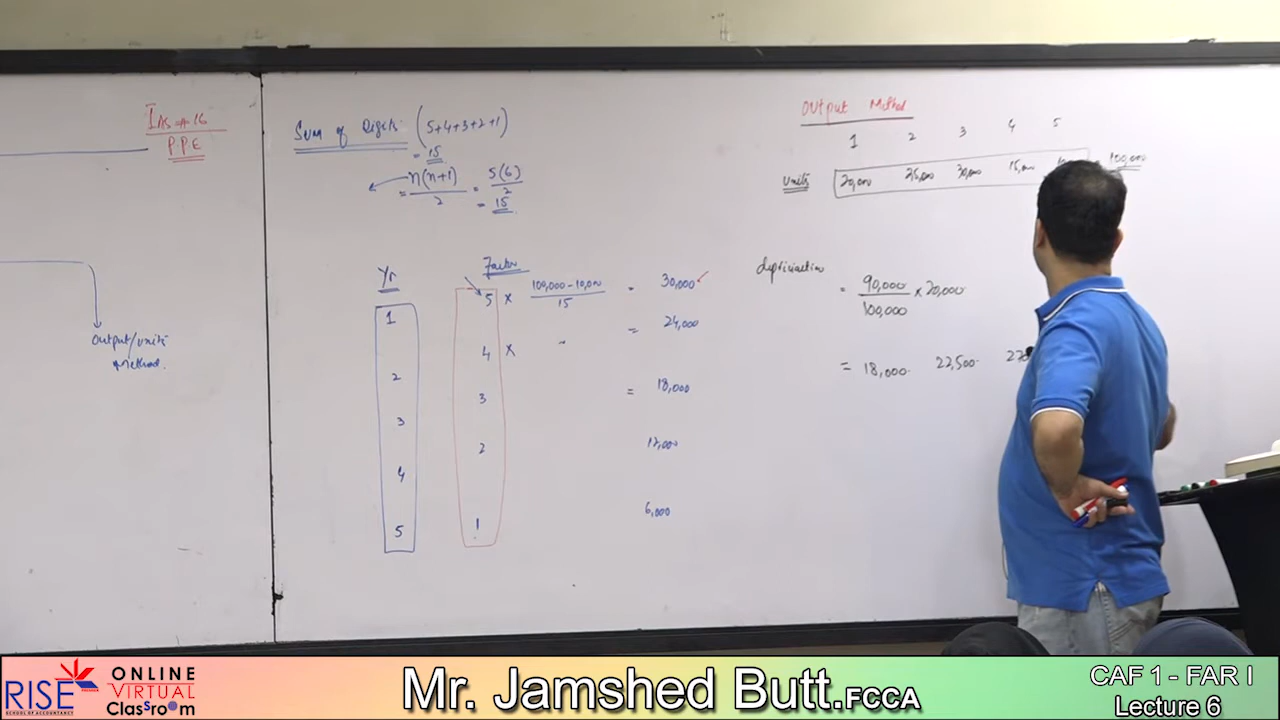 IAS - 16
P.P.E
Output/units
Method.
Sum of Digits (5+4+3+2+1)
= 15
= n(n+1)/2 = 5(6)/2
= 15
Yr Factor
1 5 × 100,000 - 10,000 / 15 = 30,000 ✓
2 4 × = 24,000
3 3 = 18,000
4 2 12,000
5 1 6,000
Output Method
1 2 3 4 5
Units 20,000 25,000 30,000 15,000 = 100,000
depriciation = 90,000/100,000 × 20,000
= 18,000 22,500
RISE PREMIER
SCHOOL OF ACCOUNTANCY
ONLINE
VIRTUAL
Classroom
Mr. Jamshed Butt.FCCA
CAF 1 - FAR I
Lecture 6